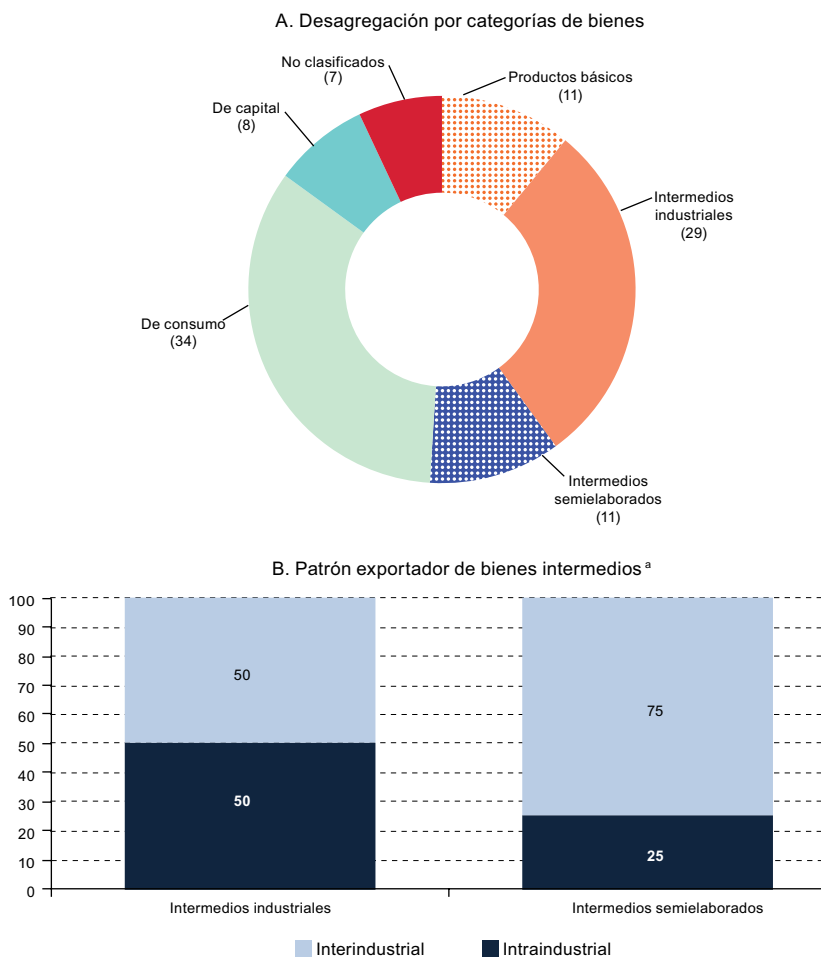 A. Desagregación por categorías de bienes
No clasificados
(7)
Productos básicos
(11)
De capital
(8)
Intermedios
industriales
(29)
De consumo
(34)
Intermedios
semielaborados
(11)
B. Patrón exportador de bienes intermedios a
100
90
80
70
60
50
40
30
20
10
0
50
50
75
25
Intermedios industriales
Intermedios semielaborados
Interindustrial
Intraindustrial